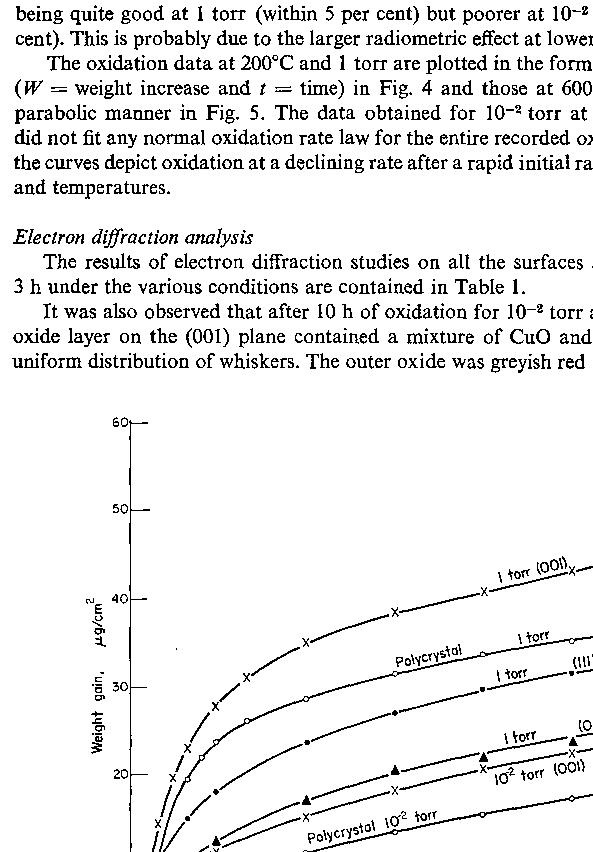 being quite good at 1 torr (within 5 per cent) but poorer at 10⁻²
cent). This is probably due to the larger radiometric effect at lower
The oxidation data at 200°C and 1 torr are plotted in the form
(W = weight increase and t = time) in Fig. 4 and those at 600
parabolic manner in Fig. 5. The data obtained for 10⁻² torr at
did not fit any normal oxidation rate law for the entire recorded
the curves depict oxidation at a declining rate after a rapid initial
and temperatures.
Electron diffraction analysis
The results of electron diffraction studies on all the surfaces
3 h under the various conditions are contained in Table 1.
It was also observed that after 10 h of oxidation for 10⁻² torr
oxide layer on the (001) plane contained a mixture of CuO and
uniform distribution of whiskers. The outer oxide was greyish red
60
50
1 torr (001)
40
Polycrystal 1 torr
1 torr (111
30
1 torr (0
20
10⁻² torr (001)
Polycrystal 10⁻² torr
Weight gain, μg/cm²